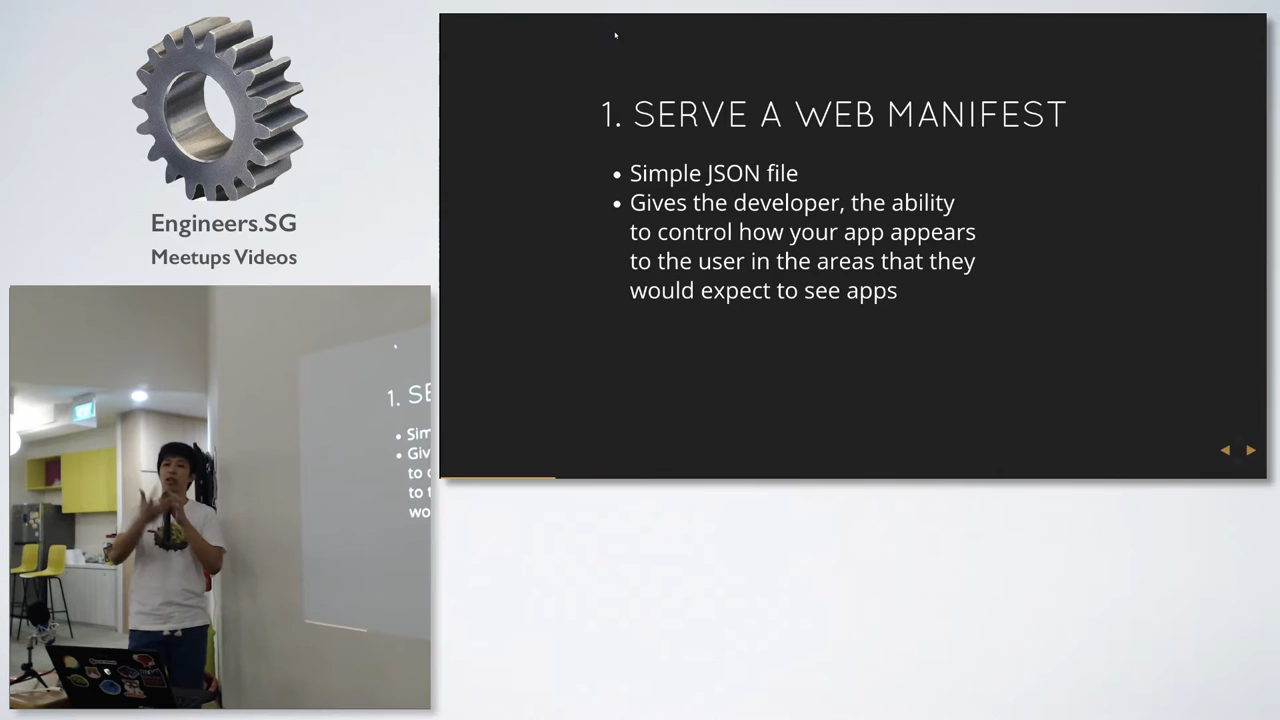 Engineers.SG
Meetups Videos
1. SERVE A WEB MANIFEST
• Simple JSON file
• Gives the developer, the ability
to control how your app appears
to the user in the areas that they
would expect to see apps
1. SE
• Sim
• Giv
to
to t
wo